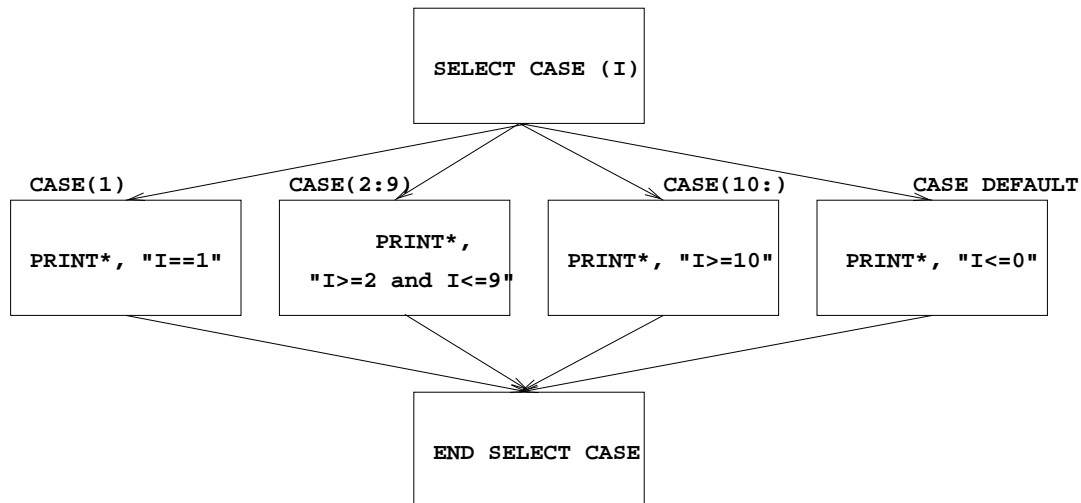 SELECT CASE (I)
CASE(1)
CASE(2:9)
CASE(10:)
CASE DEFAULT
PRINT*, "I==1"
PRINT*,
"I>=2 and I<=9"
PRINT*, "I>=10"
PRINT*, "I<=0"
END SELECT CASE